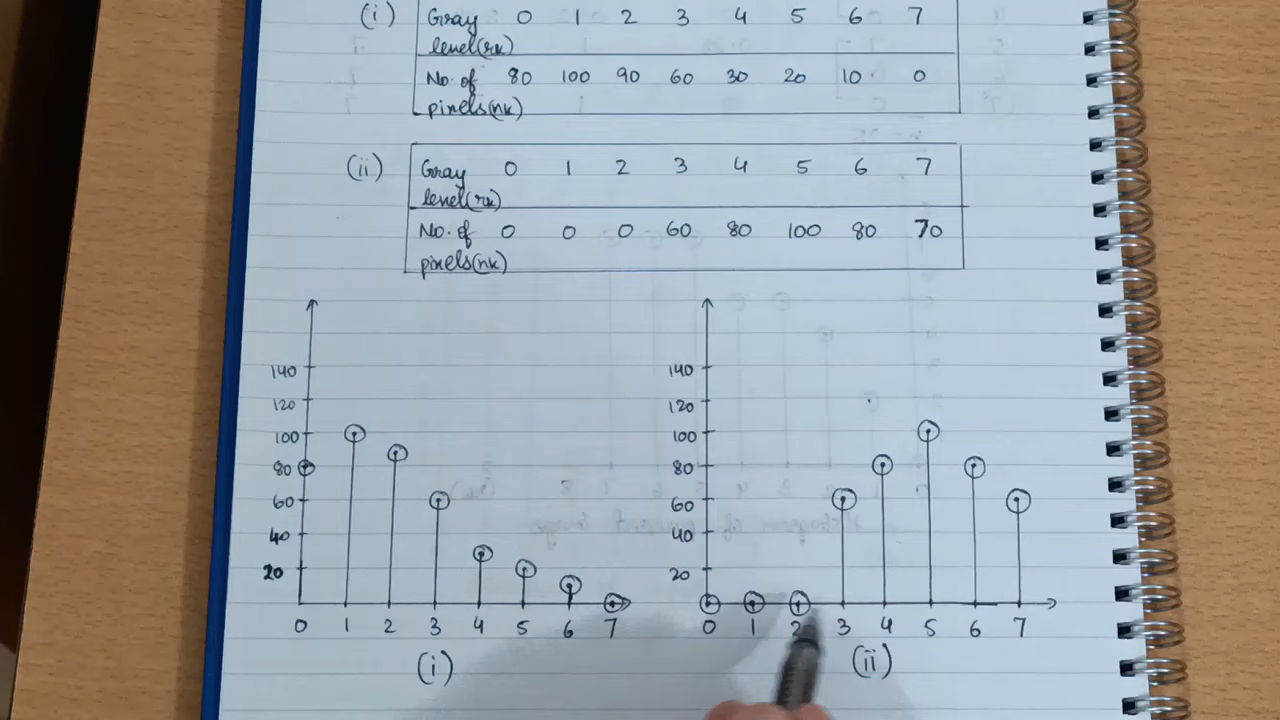 (i) Gray 0 1 2 3 4 5 6 7
level(rk)
No. of 80 100 90 60 30 20 10 0
pixels(nk)
(ii) Gray 0 1 2 3 4 5 6 7
level(rk)
No. of 0 0 0 60 80 100 80 70
pixels(nk)
140
120
100
80
60
40
20
0 1 2 3 4 5 6 7
(i)
140
120
100
80
60
40
20
0 1 2 3 4 5 6 7
(ii)